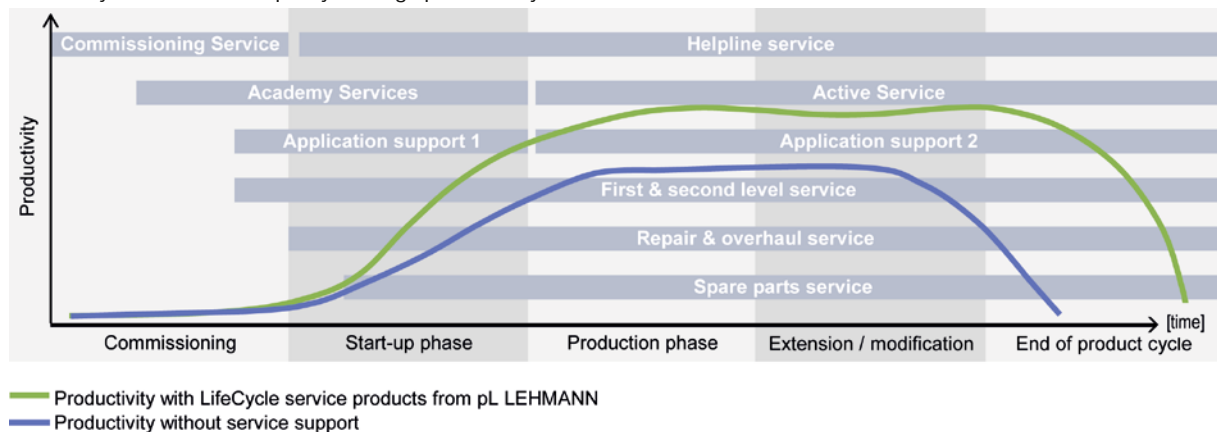 Commissioning Service
Helpline service
Academy Services
Active Service
Application support 1
Application support 2
First & second level service
Repair & overhaul service
Spare parts service
Productivity
[time]
Commissioning
Start-up phase
Production phase
Extension / modification
End of product cycle
Productivity with LifeCycle service products from pL LEHMANN
Productivity without service support